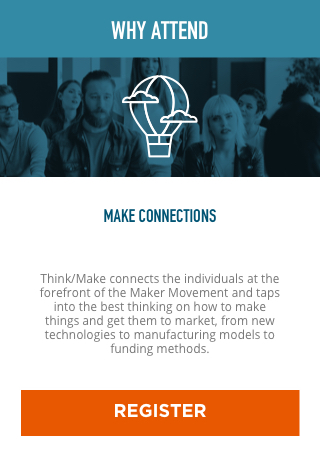 WHY ATTEND
MAKE CONNECTIONS
Think/Make connects the individuals at the
forefront of the Maker Movement and taps
into the best thinking on how to make
things and get them to market, from new
technologies to manufacturing models to
funding methods.
REGISTER